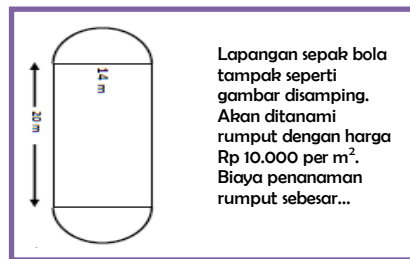 14 m
20 m
Lapangan sepak bola
tampak seperti
gambar disamping.
Akan ditanami
rumput dengan harga
Rp 10.000 per m².
Biaya penanaman
rumput sebesar...